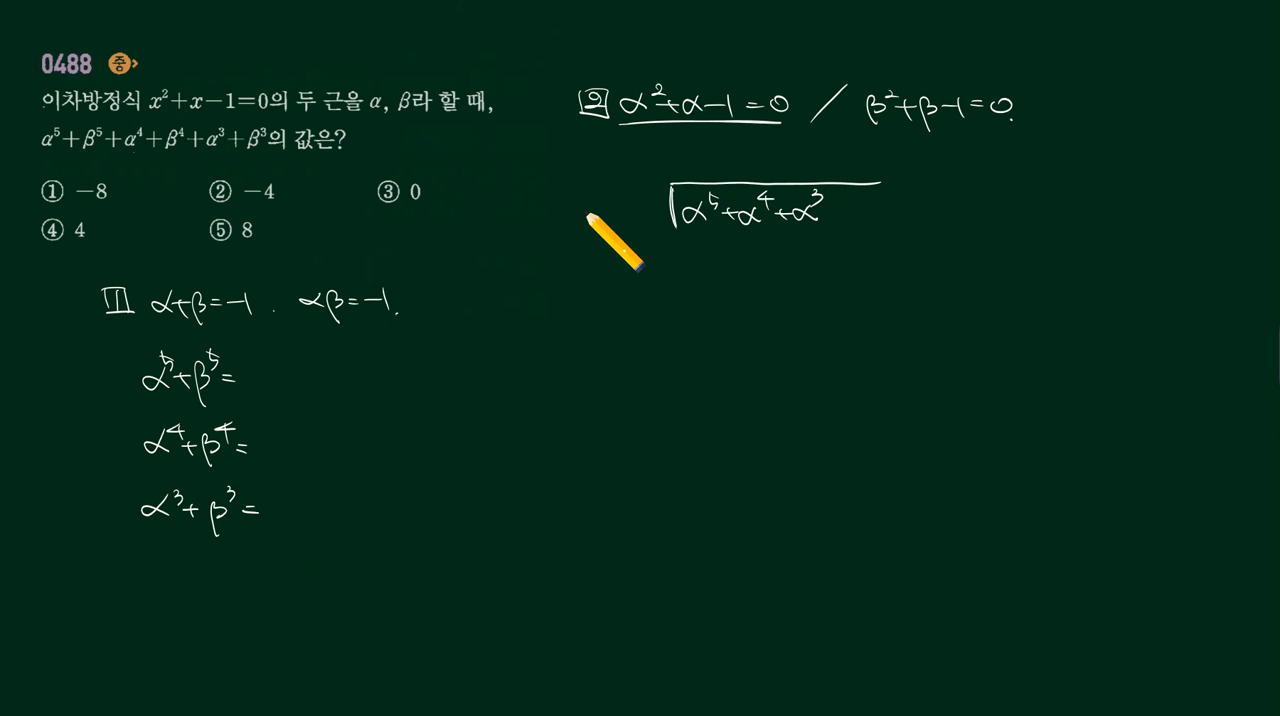 0488 중
이차방정식 x²+x−1=0의 두 근을 α, β라 할 때,
α⁵+β⁵+α⁴+β⁴+α³+β³의 값은?
① −8 ② −4 ③ 0
④ 4 ⑤ 8
1 α+β=−1. αβ=−1.
α⁵+β⁵=
α⁴+β⁴=
α³+β³=
2 α²+α−1=0 / β²+β−1=0.
α⁵+α⁴+α³